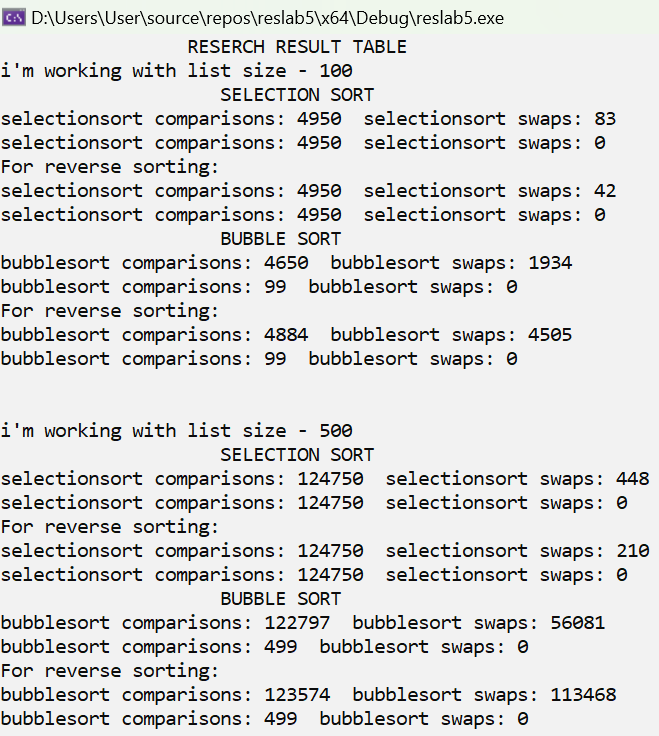 D:\Users\User\source\repos\reslab5\x64\Debug\reslab5.exe
RESERCH RESULT TABLE
i'm working with list size - 100
SELECTION SORT
selectionsort comparisons: 4950  selectionsort swaps: 83
selectionsort comparisons: 4950  selectionsort swaps: 0
For reverse sorting:
selectionsort comparisons: 4950  selectionsort swaps: 42
selectionsort comparisons: 4950  selectionsort swaps: 0
BUBBLE SORT
bubblesort comparisons: 4650  bubblesort swaps: 1934
bubblesort comparisons: 99  bubblesort swaps: 0
For reverse sorting:
bubblesort comparisons: 4884  bubblesort swaps: 4505
bubblesort comparisons: 99  bubblesort swaps: 0
i'm working with list size - 500
SELECTION SORT
selectionsort comparisons: 124750  selectionsort swaps: 448
selectionsort comparisons: 124750  selectionsort swaps: 0
For reverse sorting:
selectionsort comparisons: 124750  selectionsort swaps: 210
selectionsort comparisons: 124750  selectionsort swaps: 0
BUBBLE SORT
bubblesort comparisons: 122797  bubblesort swaps: 56081
bubblesort comparisons: 499  bubblesort swaps: 0
For reverse sorting:
bubblesort comparisons: 123574  bubblesort swaps: 113468
bubblesort comparisons: 499  bubblesort swaps: 0